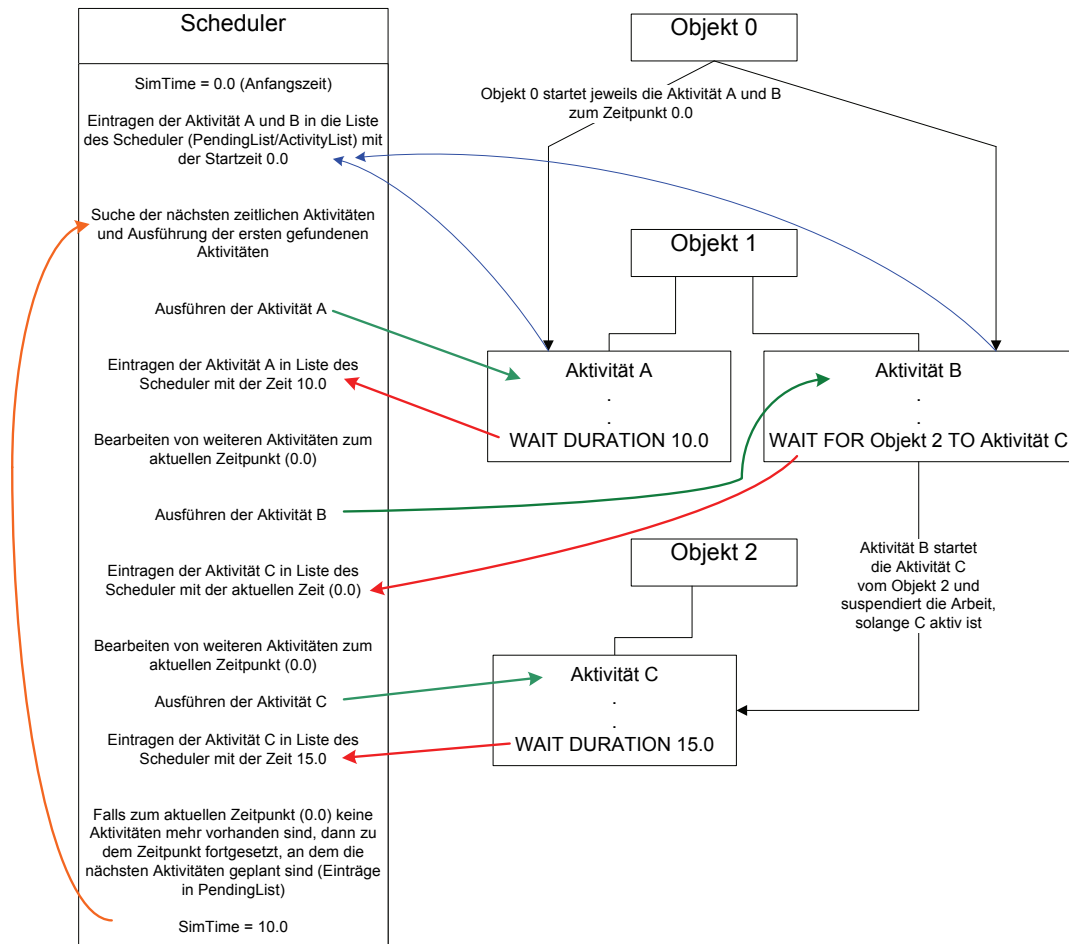 Scheduler
SimTime = 0.0 (Anfangszeit)
Eintragen der Aktivität A und B in die Liste
des Scheduler (PendingList/ActivityList) mit
der Startzeit 0.0
Suche der nächsten zeitlichen Aktivitäten
und Ausführung der ersten gefundenen
Aktivitäten
Ausführen der Aktivität A
Eintragen der Aktivität A in Liste des
Scheduler mit der Zeit 10.0
Bearbeiten von weiteren Aktivitäten zum
aktuellen Zeitpunkt (0.0)
Ausführen der Aktivität B
Eintragen der Aktivität C in Liste des
Scheduler mit der aktuellen Zeit (0.0)
Bearbeiten von weiteren Aktivitäten zum
aktuellen Zeitpunkt (0.0)
Ausführen der Aktivität C
Eintragen der Aktivität C in Liste des
Scheduler mit der Zeit 15.0
Falls zum aktuellen Zeitpunkt (0.0) keine
Aktivitäten mehr vorhanden sind, dann zu
dem Zeitpunkt fortgesetzt, an dem die
nächsten Aktivitäten geplant sind (Einträge
in PendingList)
SimTime = 10.0
Objekt 0
Objekt 0 startet jeweils die Aktivität A und B
zum Zeitpunkt 0.0
Objekt 1
Aktivität A
.
.
WAIT DURATION 10.0
Aktivität B
.
.
WAIT FOR Objekt 2 TO Aktivität C
Aktivität B startet
die Aktivität C
vom Objekt 2 und
suspendiert die Arbeit,
solange C aktiv ist
Objekt 2
Aktivität C
.
.
WAIT DURATION 15.0